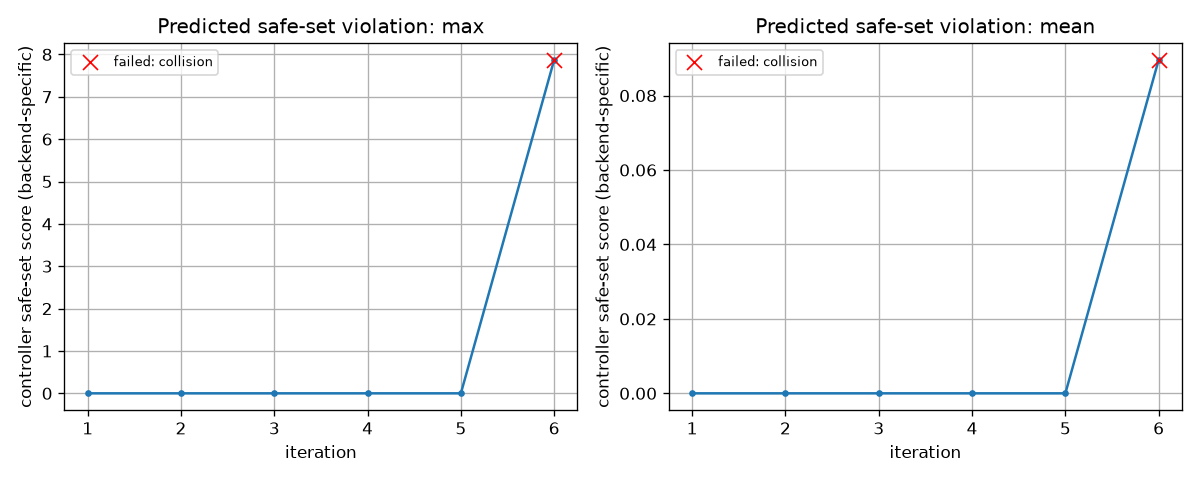 Predicted safe-set violation: max
controller safe-set score (backend-specific)
failed: collision
8
7
6
5
4
3
2
1
0
1 2 3 4 5 6
iteration
Predicted safe-set violation: mean
controller safe-set score (backend-specific)
failed: collision
0.08
0.06
0.04
0.02
0.00
1 2 3 4 5 6
iteration